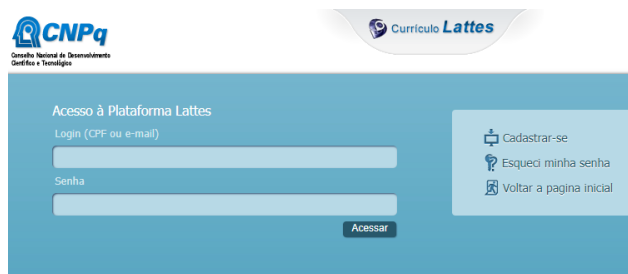 CNPq
Conselho Nacional de Desenvolvimento
Científico e Tecnológico
Currículo Lattes
Acesso à Plataforma Lattes
Login (CPF ou e-mail)
Senha
Acessar
Cadastrar-se
Esqueci minha senha
Voltar a pagina inicial